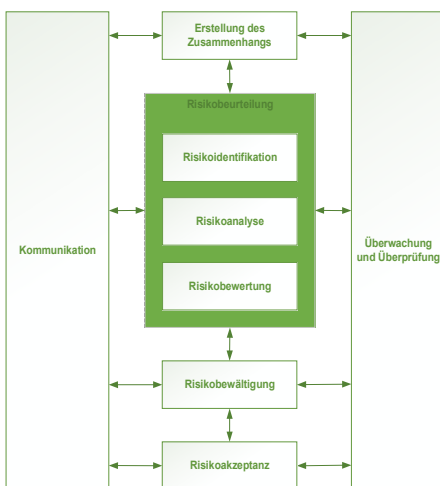 Erstellung des
Zusammenhangs
Risikobeurteilung
Risikoidentifikation
Risikoanalyse
Kommunikation
Überwachung
und Überprüfung
Risikobewertung
Risikobewältigung
Risikoakzeptanz